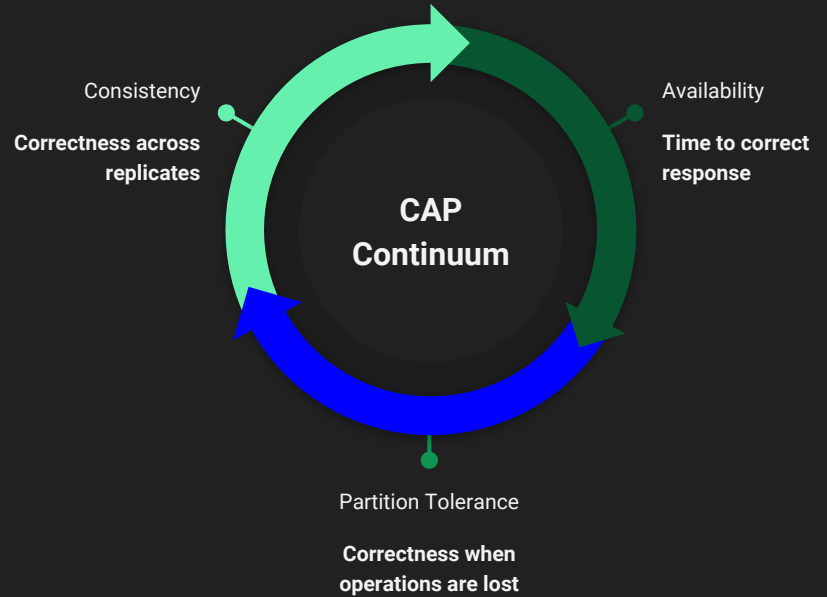 Consistency
Correctness across
replicates
Availability
Time to correct
response
CAP
Continuum
Partition Tolerance
Correctness when
operations are lost